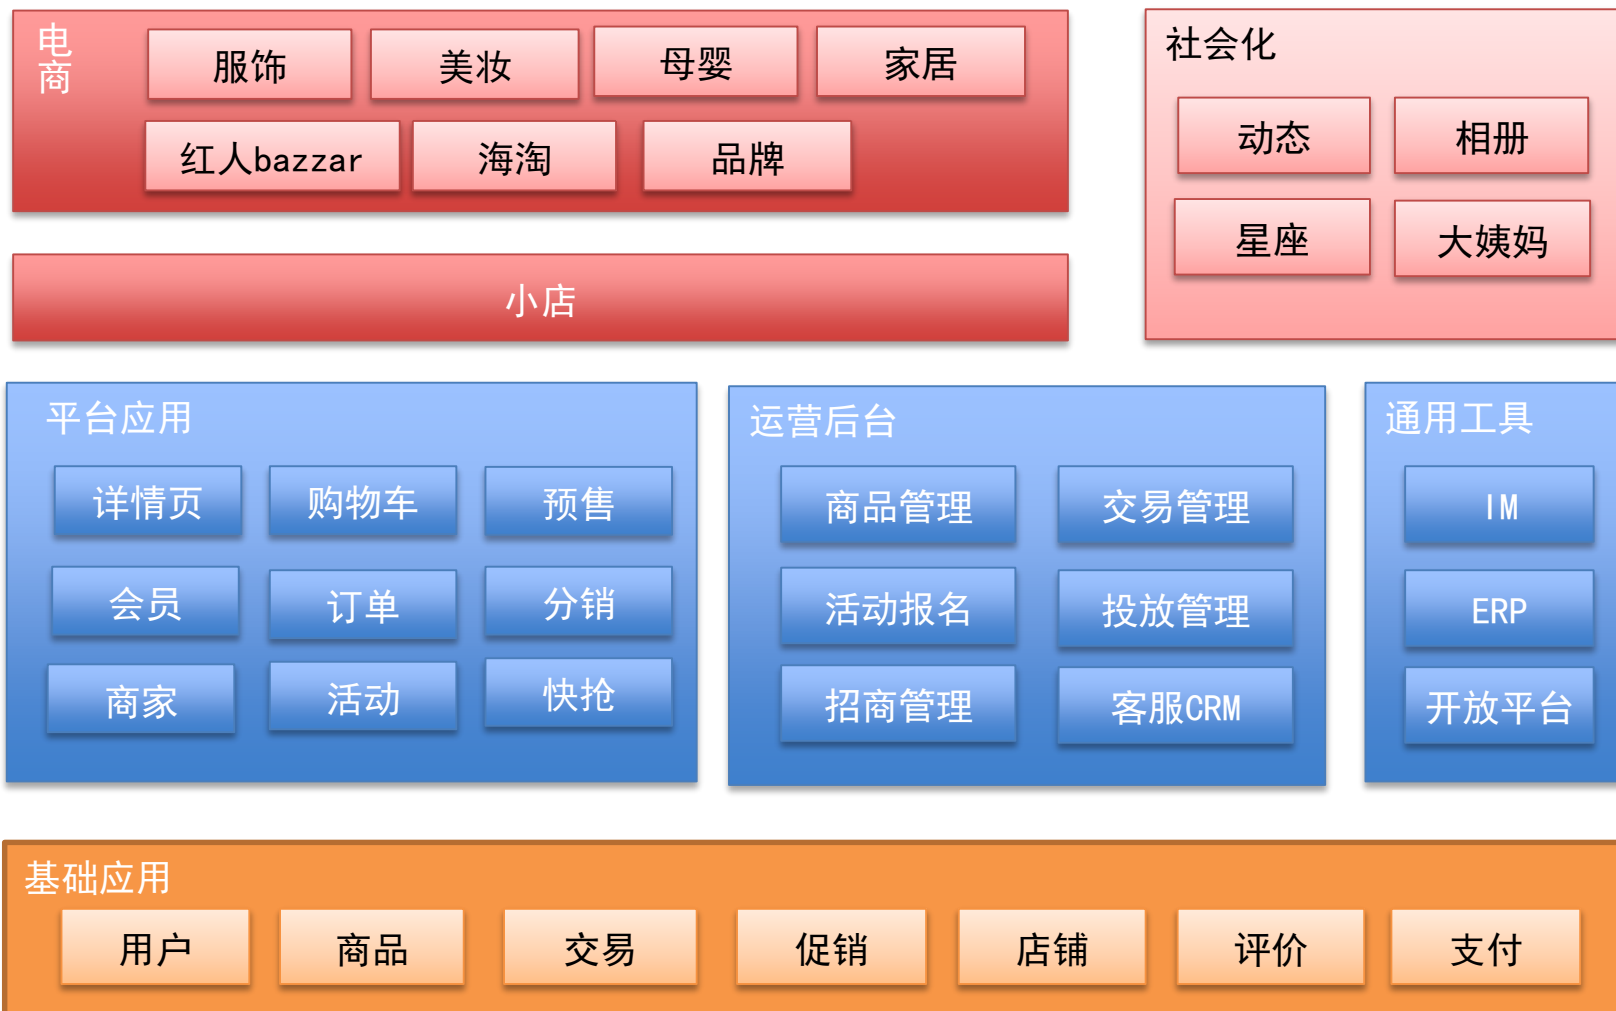 电商
服饰 美妆 母婴 家居
红人bazzar 海淘 品牌
社会化
动态 相册
星座 大姨妈
小店
平台应用
详情页 购物车 预售
会员 订单 分销
商家 活动 快抢
运营后台
商品管理 交易管理
活动报名 投放管理
招商管理 客服CRM
通用工具
IM
ERP
开放平台
基础应用
用户 商品 交易 促销 店铺 评价 支付